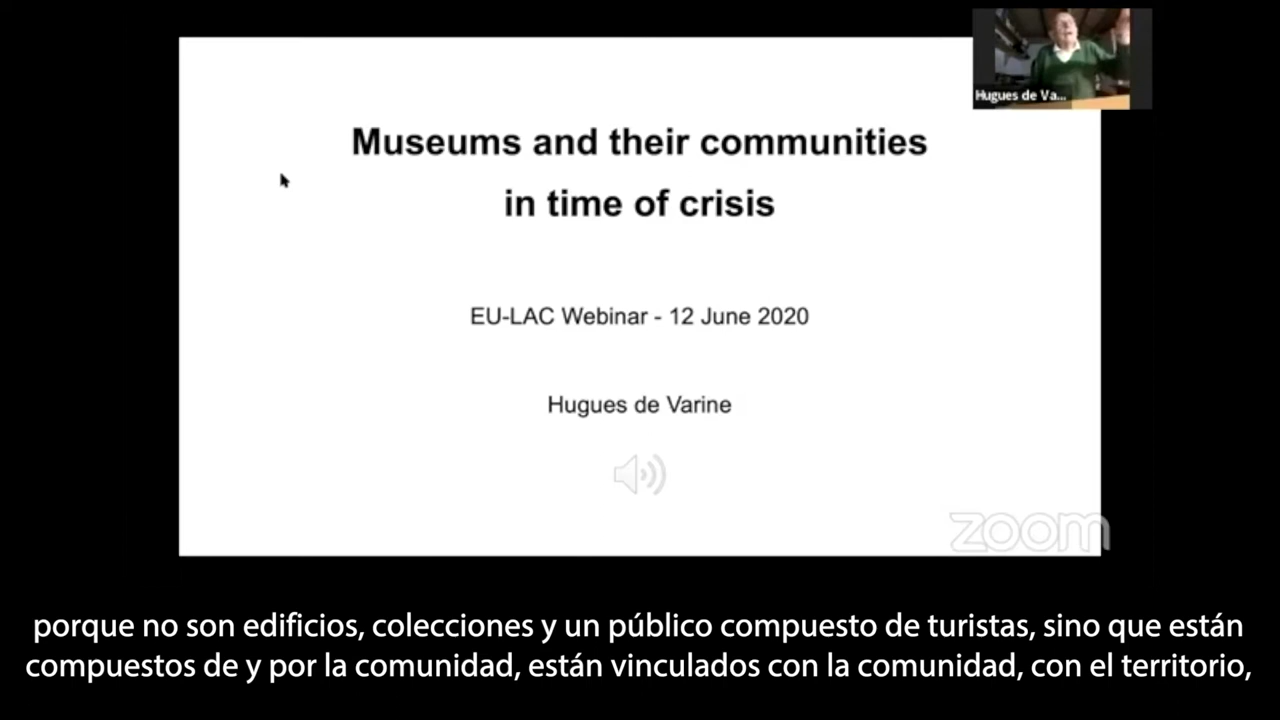 Hugues de Va...
Museums and their communities
in time of crisis
EU-LAC Webinar - 12 June 2020
Hugues de Varine
zoom
porque no son edificios, colecciones y un público compuesto de turistas, sino que están
compuestos de y por la comunidad, están vinculados con la comunidad, con el territorio,